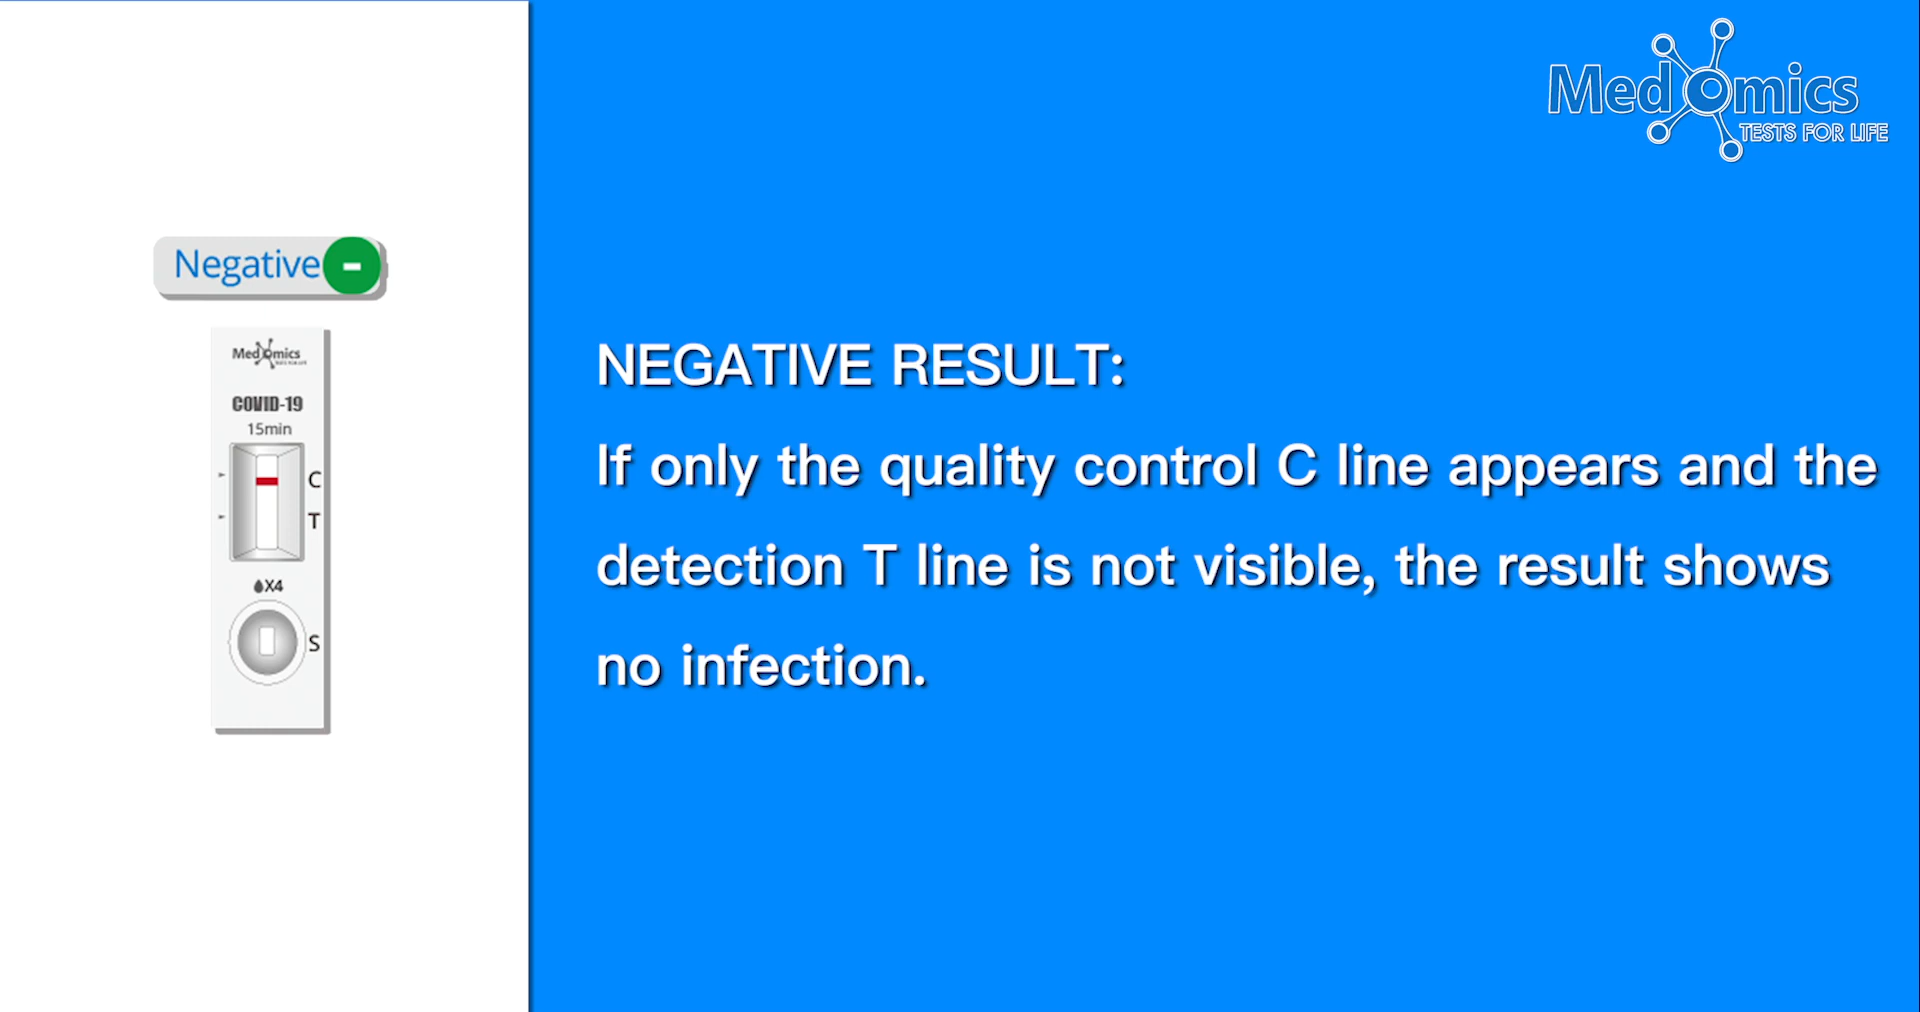 MedOmics
TESTS FOR LIFE
Negative -
MedOmics
COVID-19
15min
C
T
X4
S
NEGATIVE RESULT:
If only the quality control C line appears and the
detection T line is not visible, the result shows
no infection.